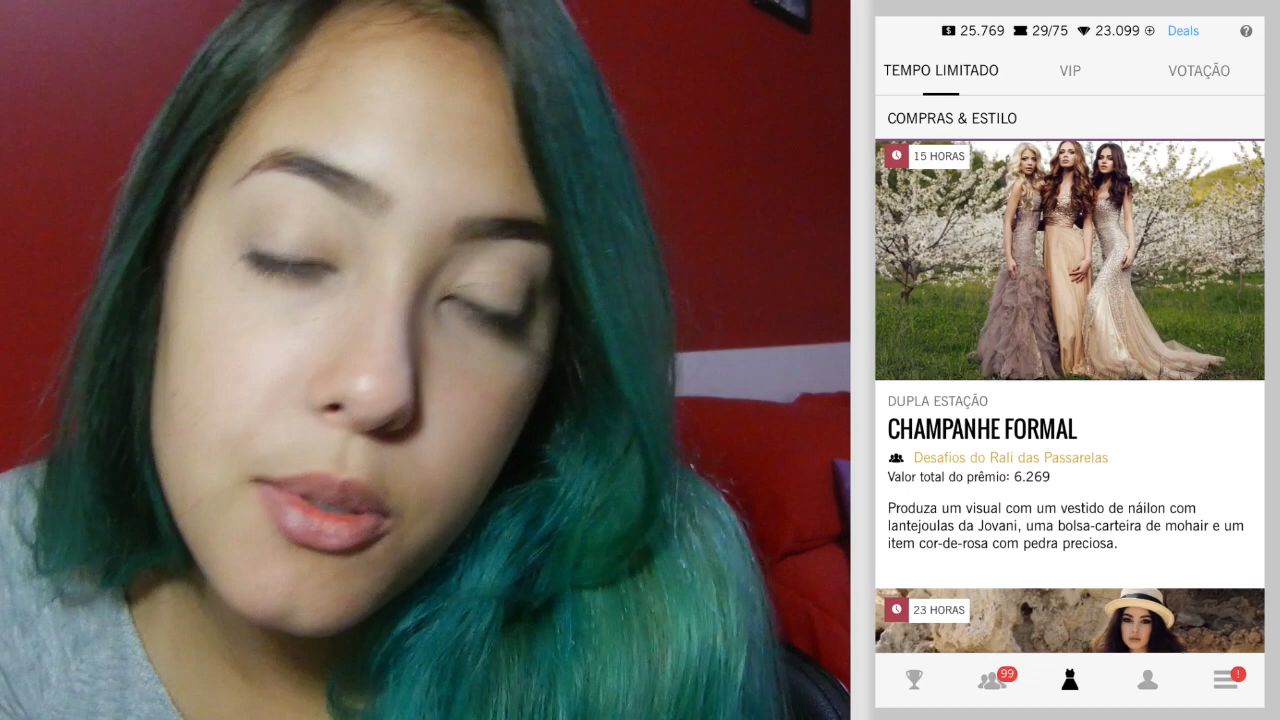 25.769 29/75 23.099 Deals ?
TEMPO LIMITADO VIP VOTAÇÃO
COMPRAS & ESTILO
15 HORAS
DUPLA ESTAÇÃO
CHAMPANHE FORMAL
Desafios do Rali das Passarelas
Valor total do prêmio: 6.269
Produza um visual com um vestido de náilon com
lantejoulas da Jovani, uma bolsa-carteira de mohair e um
item cor-de-rosa com pedra preciosa.
23 HORAS
99 !